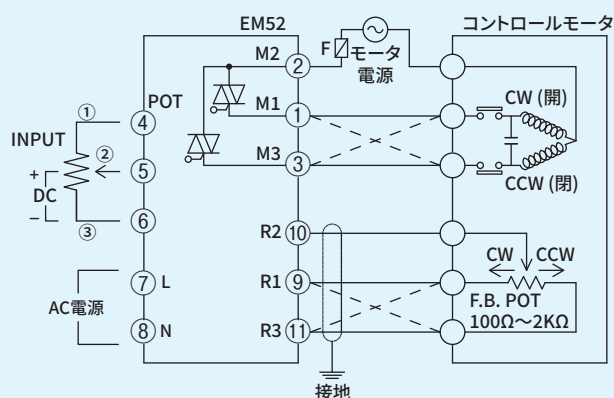 EM52
コントロールモータ
M2
②
F
モータ
電源
M1
①
CW (開)
①
POT
④
INPUT
②
⑤
M3
③
CCW (閉)
+
DC
−
③
⑥
R2
⑩
CW
CCW
⑦
L
R1
⑨
F.B. POT
AC電源
100Ω〜2KΩ
⑧
N
R3
⑪
接地